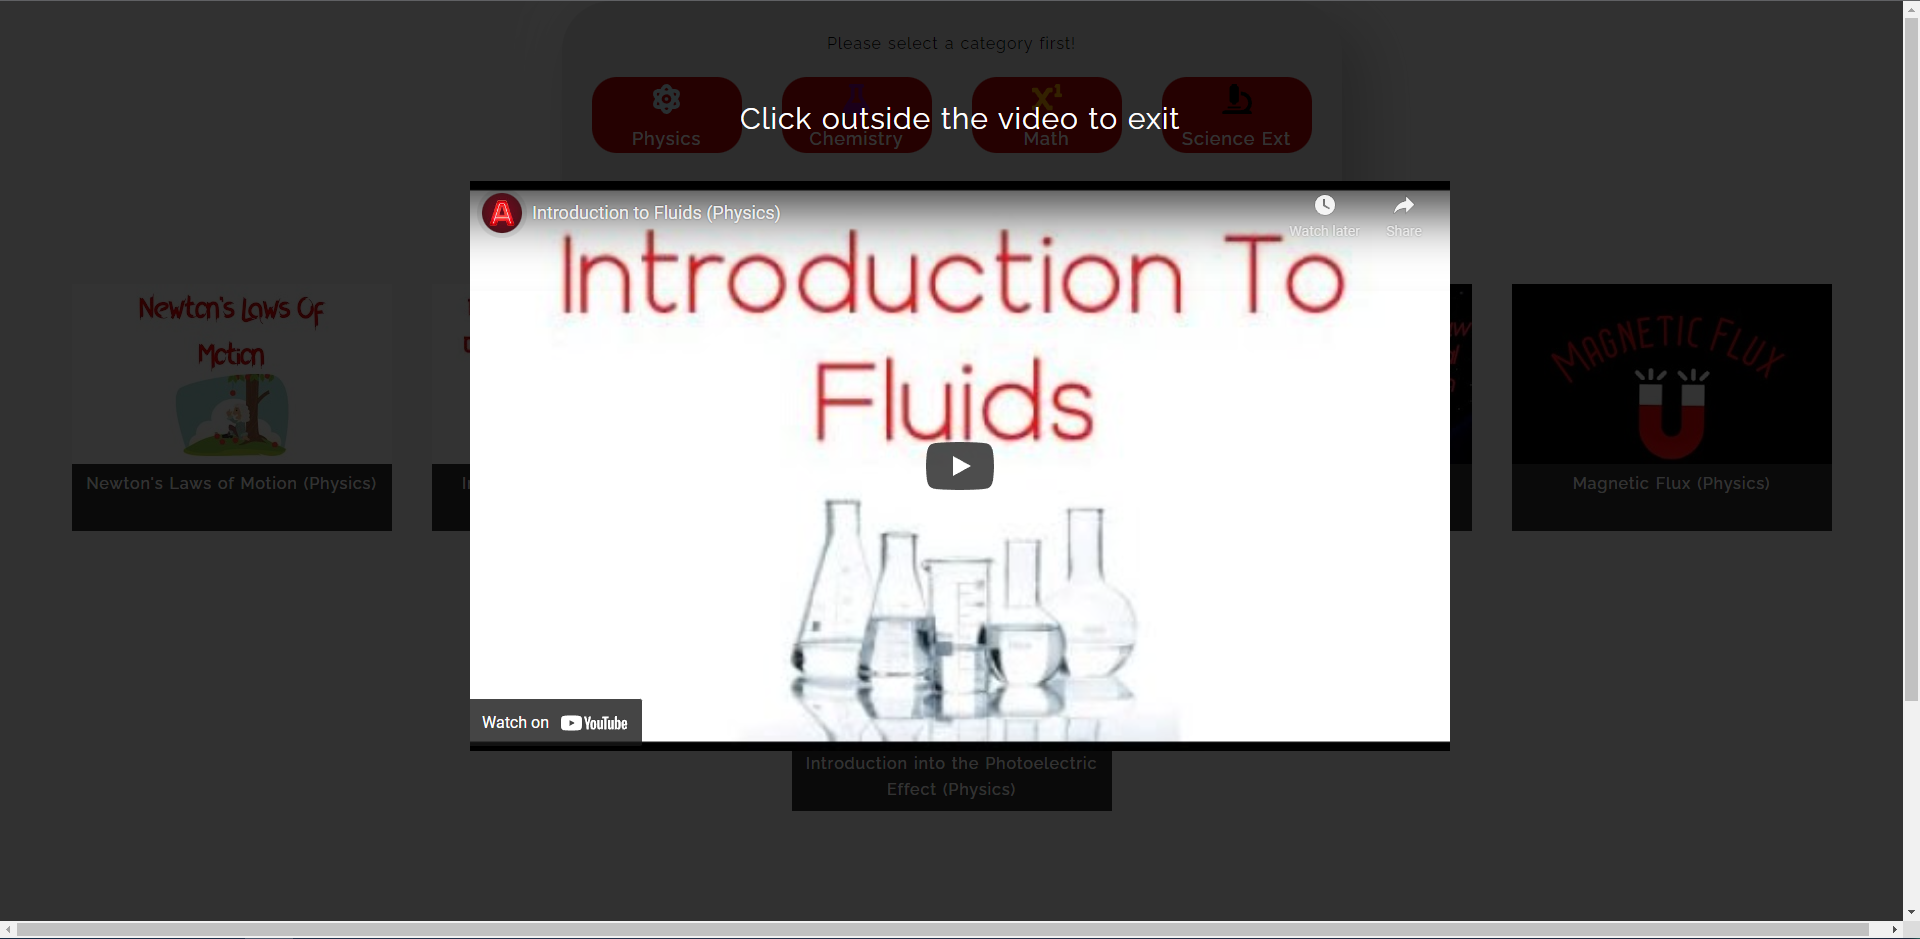 Please select a category first!
Physics
Chemistry
Math
Science Ext
Click outside the video to exit
Introduction to Fluids (Physics)
Watch later
Share
Introduction To
Fluids
Newton's Laws Of
Motion
Newton's Laws of Motion (Physics)
MAGNETIC FLUX
Magnetic Flux (Physics)
Watch on YouTube
Introduction into the Photoelectric
Effect (Physics)